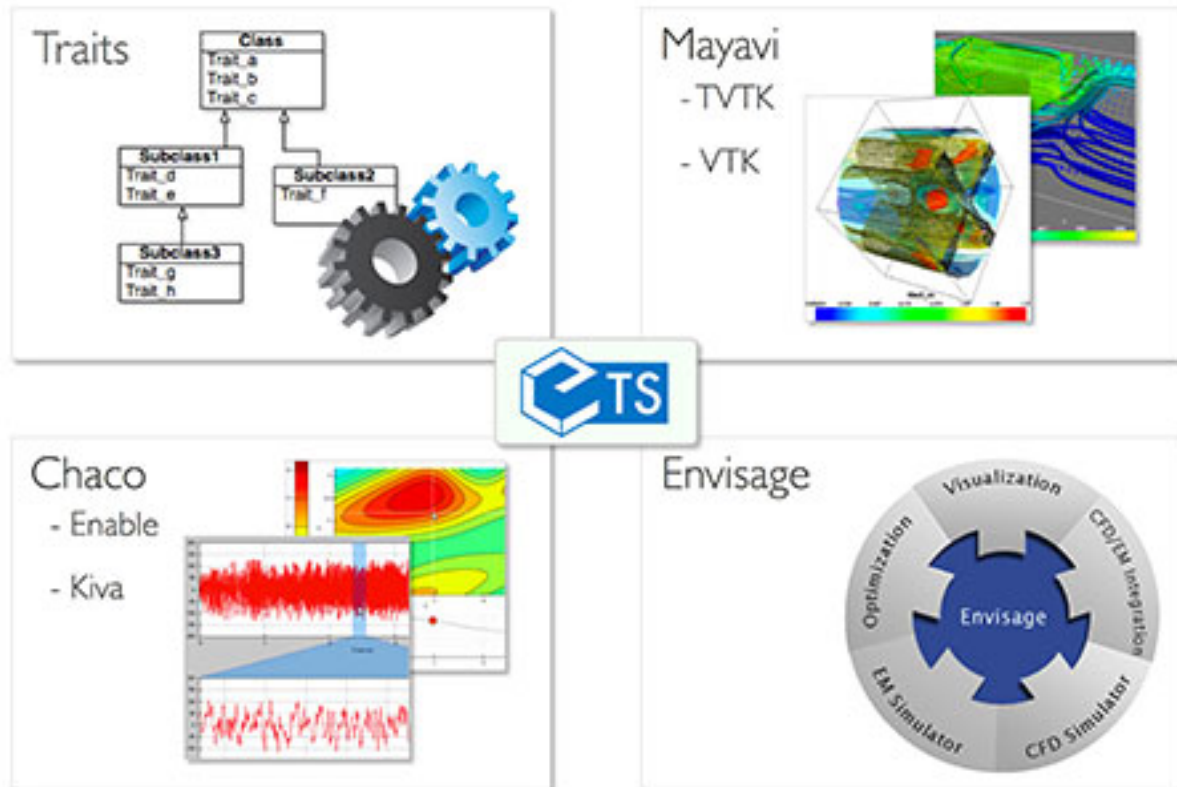 Traits
Class
Trait_a
Trait_b
Trait_c
Subclass1
Trait_d
Trait_e
Subclass2
Trait_f
Subclass3
Trait_g
Trait_h
Mayavi
- TVTK
- VTK
eTS
Chaco
- Enable
- Kiva
Envisage
Visualization
CFD/EM Integration
CFD Simulator
EM Simulator
Optimization
Envisage